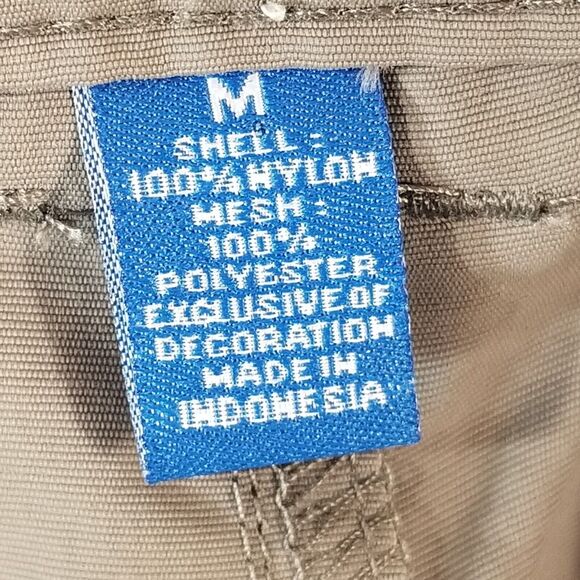 M
SHELL :
100% NYLON
MESH :
100%
POLYESTER
EXCLUSIVE OF
DECORATION
MADE IN
INDONESIA